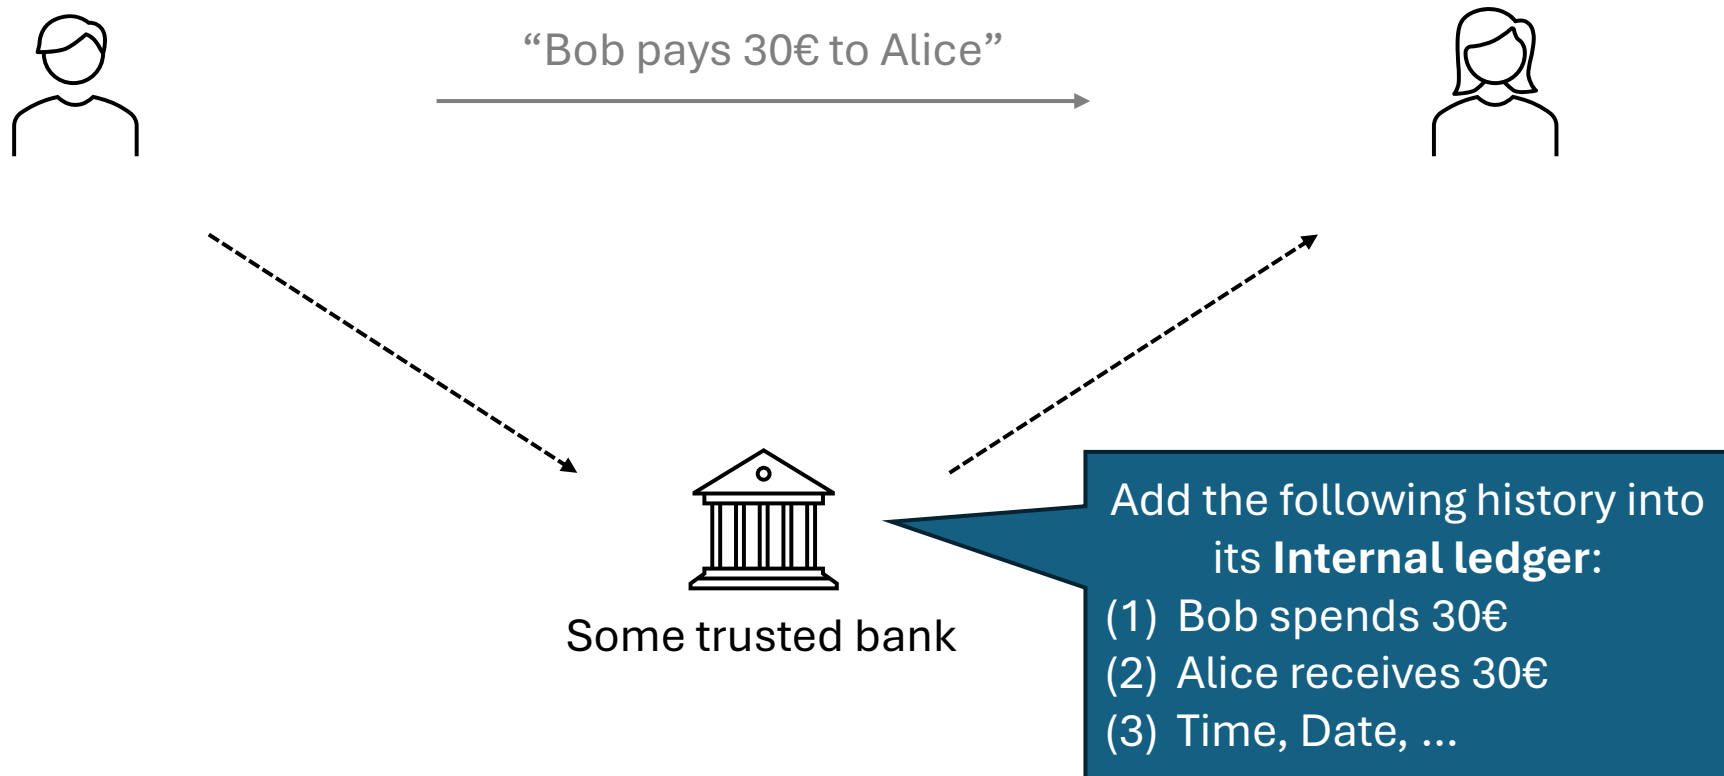 “Bob pays 30€ to Alice”
Some trusted bank
Add the following history into
its Internal ledger:
(1) Bob spends 30€
(2) Alice receives 30€
(3) Time, Date, ...